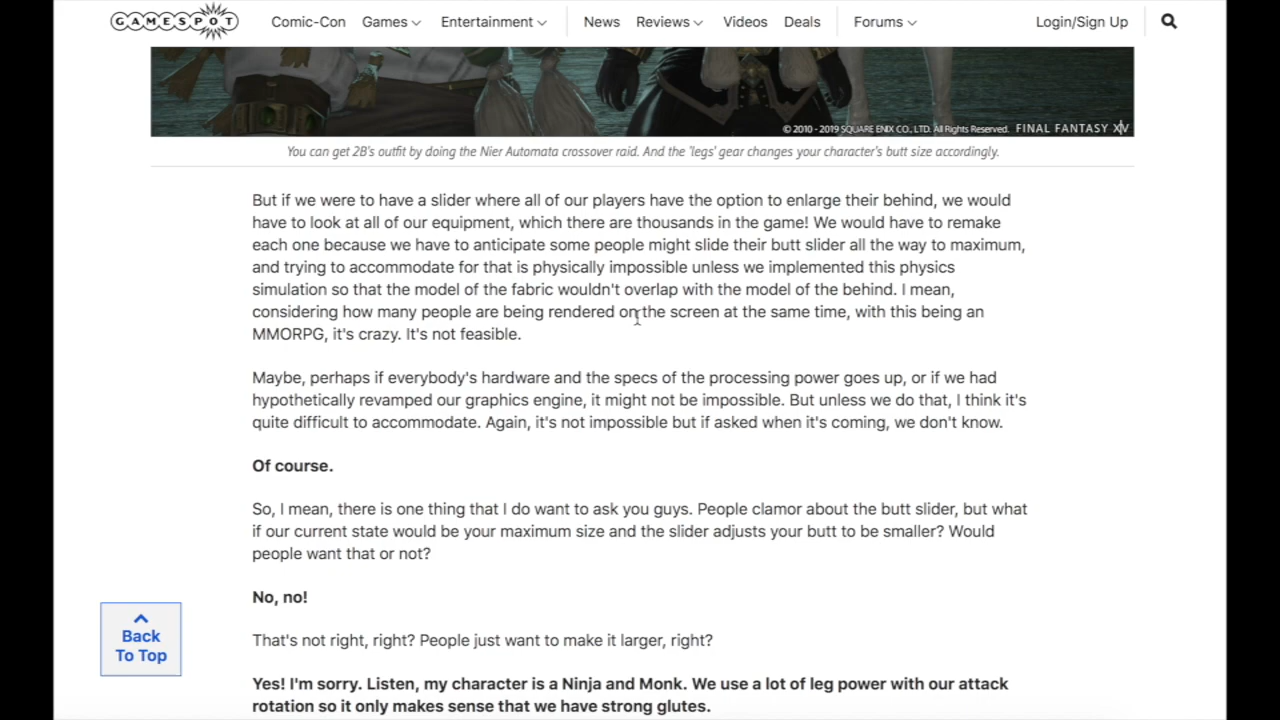 GAMESPOT
Comic-Con Games Entertainment News Reviews Videos Deals Forums Login/Sign Up
© 2010 - 2019 SQUARE ENIX CO., LTD. All Rights Reserved. FINAL FANTASY XIV
You can get 2B's outfit by doing the Nier Automata crossover raid. And the 'legs' gear changes your character's butt size accordingly.
But if we were to have a slider where all of our players have the option to enlarge their behind, we would
have to look at all of our equipment, which there are thousands in the game! We would have to remake
each one because we have to anticipate some people might slide their butt slider all the way to maximum,
and trying to accommodate for that is physically impossible unless we implemented this physics
simulation so that the model of the fabric wouldn't overlap with the model of the behind. I mean,
considering how many people are being rendered on the screen at the same time, with this being an
MMORPG, it's crazy. It's not feasible.
Maybe, perhaps if everybody's hardware and the specs of the processing power goes up, or if we had
hypothetically revamped our graphics engine, it might not be impossible. But unless we do that, I think it's
quite difficult to accommodate. Again, it's not impossible but if asked when it's coming, we don't know.
Of course.
So, I mean, there is one thing that I do want to ask you guys. People clamor about the butt slider, but what
if our current state would be your maximum size and the slider adjusts your butt to be smaller? Would
people want that or not?
No, no!
That's not right, right? People just want to make it larger, right?
Yes! I'm sorry. Listen, my character is a Ninja and Monk. We use a lot of leg power with our attack
rotation so it only makes sense that we have strong glutes.
Back
To Top